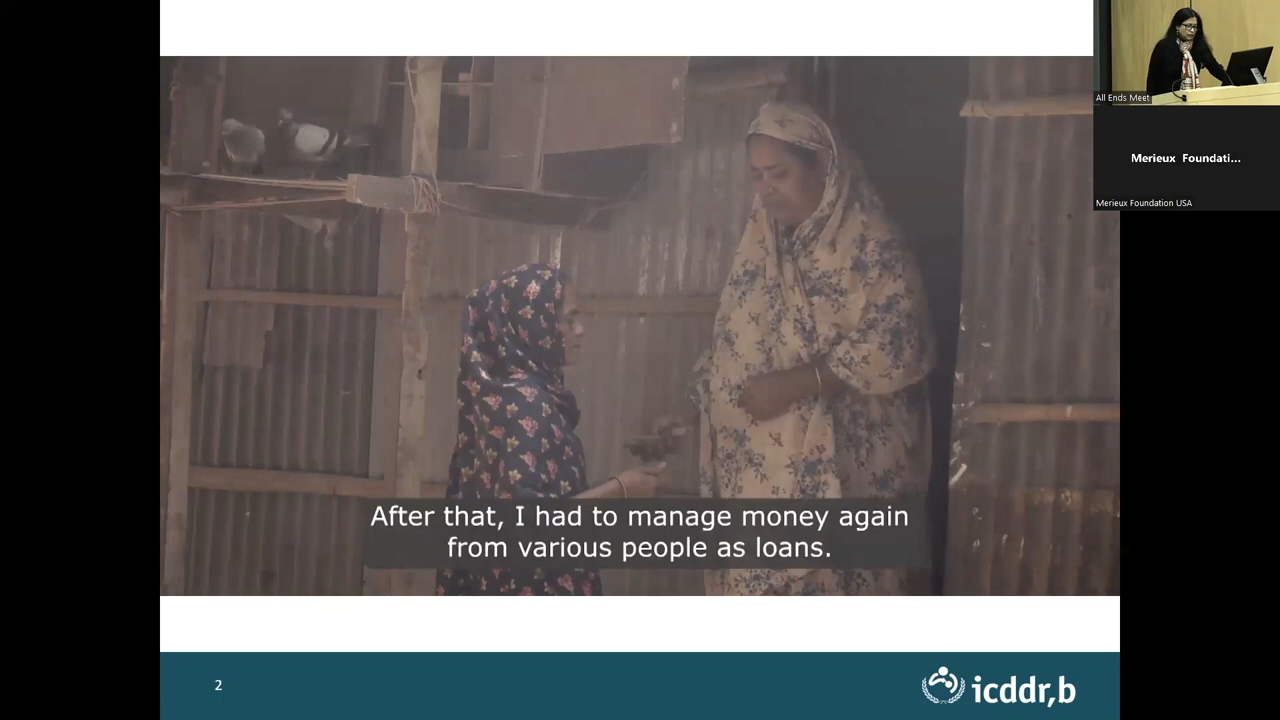 All Ends Meet
Merieux Foundati...
Merieux Foundation USA
After that, I had to manage money again
from various people as loans.
2
icddr,b